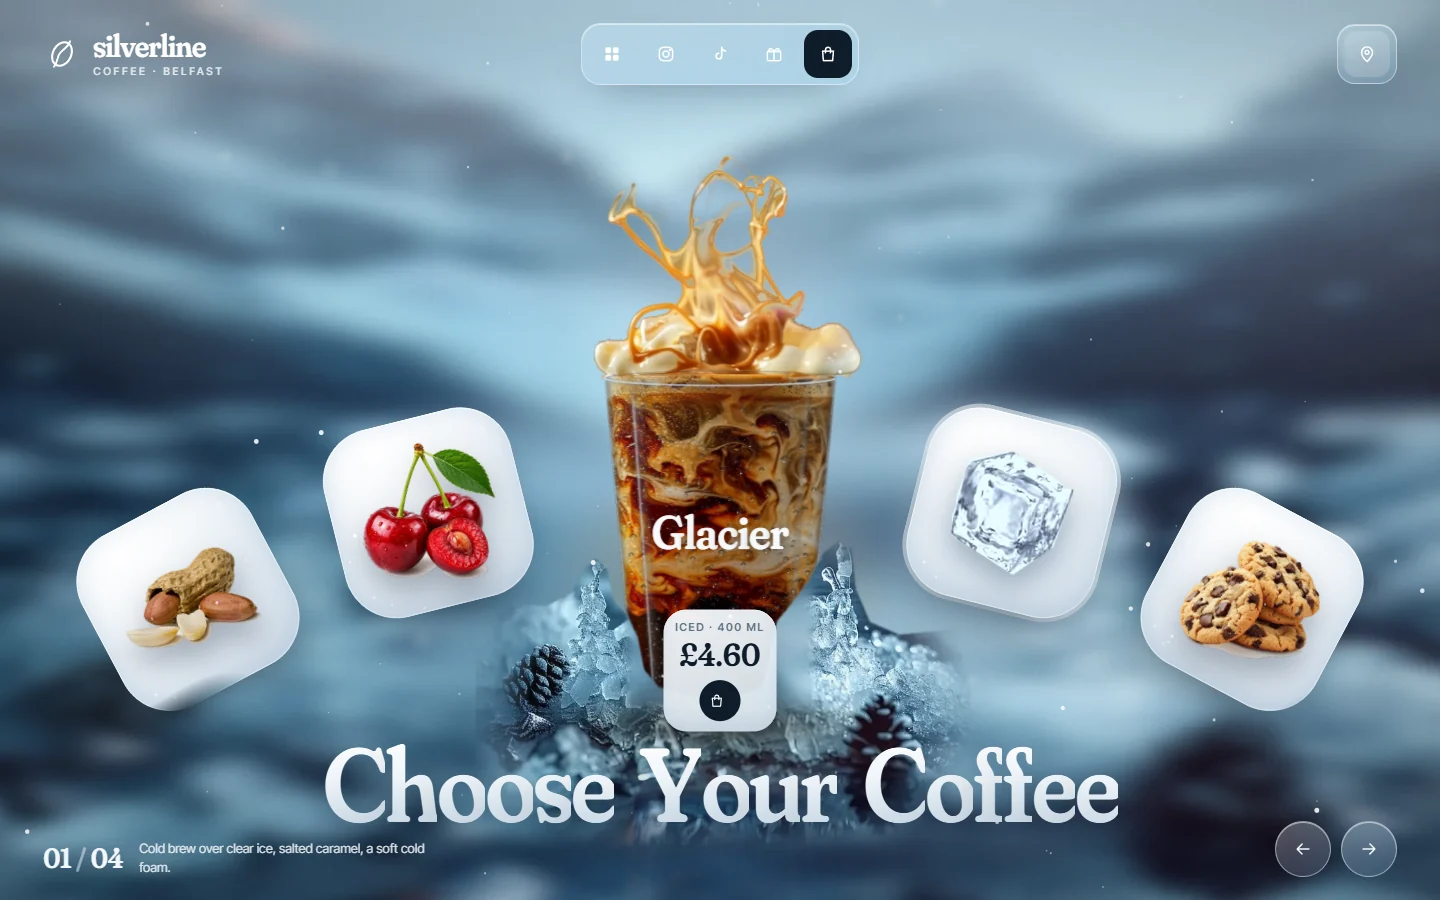 silverline
COFFEE · BELFAST
Glacier
ICED · 400 ML
£4.60
Choose Your Coffee
01 / 04
Cold brew over clear ice, salted caramel, a soft cold
foam.